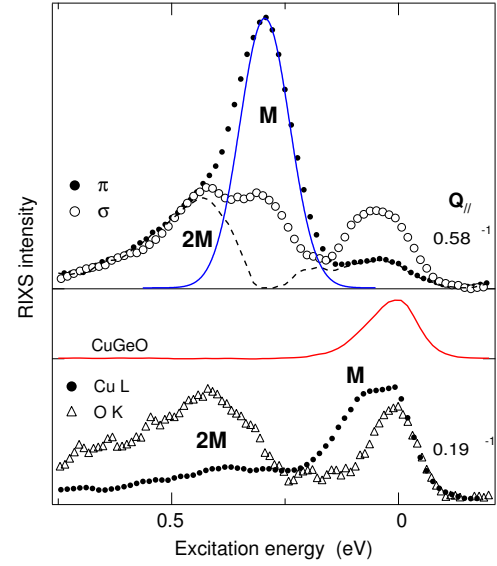 M
π
σ
2M
Q//
0.58 -1
CuGeO
Cu L
O K
M
2M
0.19 -1
0.5
0
Excitation energy (eV)
RIXS intensity